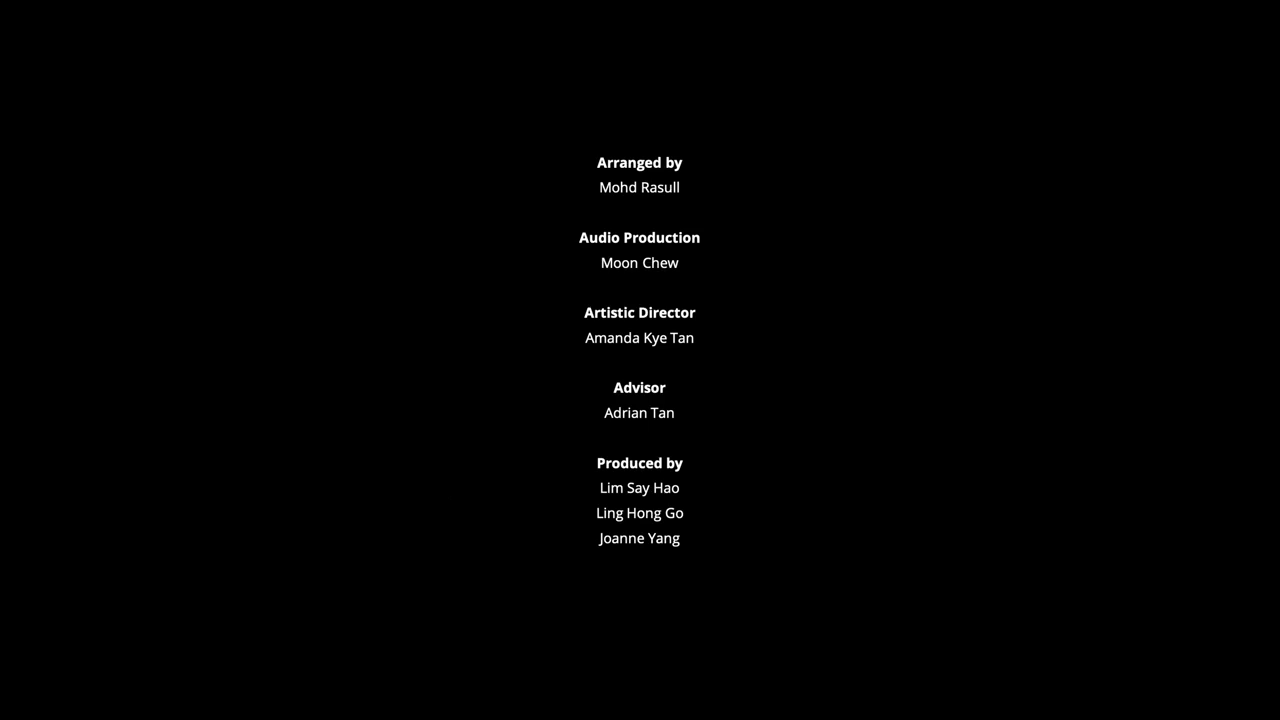 Arranged by
Mohd Rasull
Audio Production
Moon Chew
Artistic Director
Amanda Kye Tan
Advisor
Adrian Tan
Produced by
Lim Say Hao
Ling Hong Go
Joanne Yang